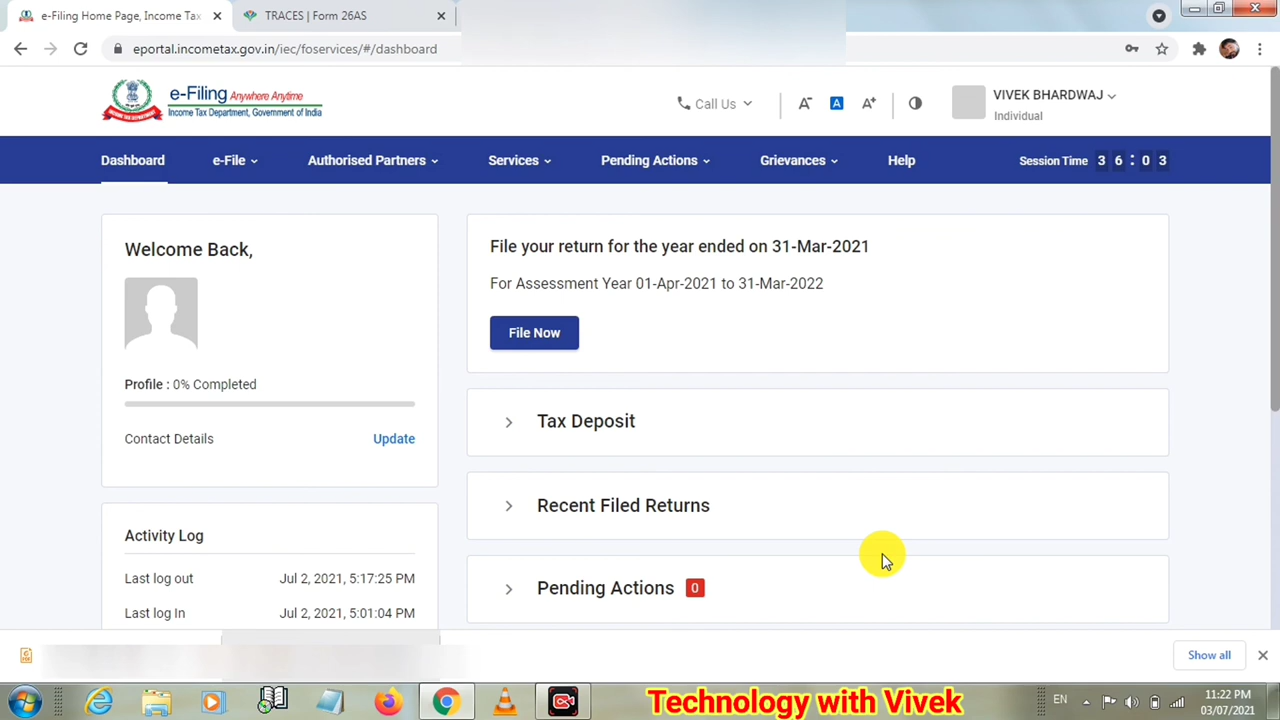 e-Filing Home Page, Income Tax
TRACES | Form 26AS
eportal.incometax.gov.in/iec/foservices/#/dashboard
e-Filing Anywhere Anytime
Income Tax Department, Government of India
Call Us
A-
A
A+
VIVEK BHARDWAJ
Individual
Dashboard
e-File
Authorised Partners
Services
Pending Actions
Grievances
Help
Session Time 3 6 : 0 3
Welcome Back,
Profile : 0% Completed
Contact Details
Update
Activity Log
Last log out
Jul 2, 2021, 5:17:25 PM
Last log In
Jul 2, 2021, 5:01:04 PM
File your return for the year ended on 31-Mar-2021
For Assessment Year 01-Apr-2021 to 31-Mar-2022
File Now
Tax Deposit
Recent Filed Returns
Pending Actions 0
Show all
Technology with Vivek
EN
11:22 PM
03/07/2021